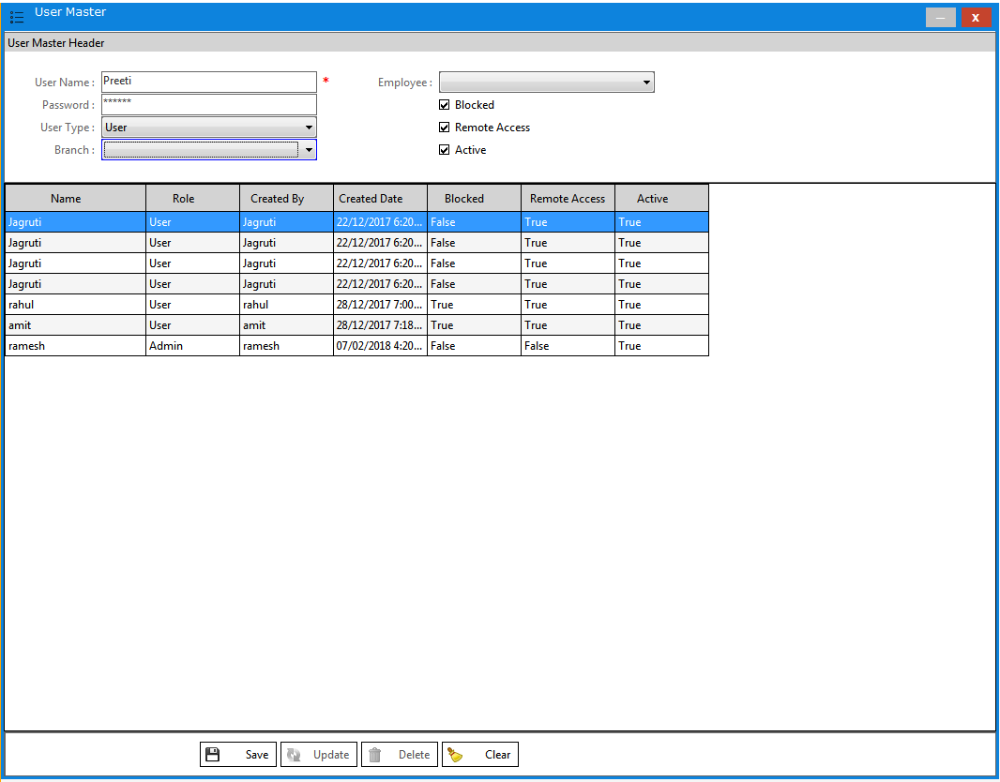 User Master
x
User Master Header
User Name : Preeti * Employee :
Password : ****** Blocked
User Type : User Remote Access
Branch : Active
Name Role Created By Created Date Blocked Remote Access Active
Jagruti User Jagruti 22/12/2017 6:20... False True True
Jagruti User Jagruti 22/12/2017 6:20... False True True
Jagruti User Jagruti 22/12/2017 6:20... False True True
Jagruti User Jagruti 22/12/2017 6:20... False True True
rahul User rahul 28/12/2017 7:00... True True True
amit User amit 28/12/2017 7:18... True True True
ramesh Admin ramesh 07/02/2018 4:20... False False True
Save Update Delete Clear